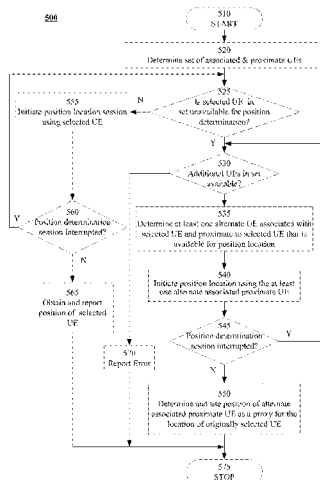 500
510
START
520
Determine set of associated & proximate UEs
525
Is selected UE in
set unavailable for position
determination?
N
Y
555
Initiate position location session
using selected UE
530
Additional UEs in set
available?
535
Determine at least one alternate UE associated with
selected UE and proximate to selected UE that is
available for position location
560
Position determination
session interrupted?
Y
N
540
Initiate position location using the at least
one alternate associated proximate UE
565
Obtain and report
position of selected
UE
545
Position determination
session interrupted?
Y
N
570
Report Error
550
Determine and use position of alternate
associated proximate UE as a proxy for the
location of originally selected UE
575
STOP